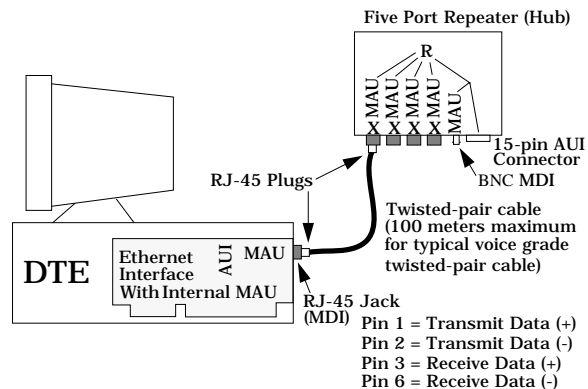 Five Port Repeater (Hub)
R
MAU MAU MAU MAU MAU
X X X X
15-pin AUI
Connector
BNC MDI
RJ-45 Plugs
Twisted-pair cable
(100 meters maximum
for typical voice grade
twisted-pair cable)
DTE
Ethernet
Interface
With Internal MAU
AUI
MAU
RJ-45 Jack
(MDI)
Pin 1 = Transmit Data (+)
Pin 2 = Transmit Data (-)
Pin 3 = Receive Data (+)
Pin 6 = Receive Data (-)